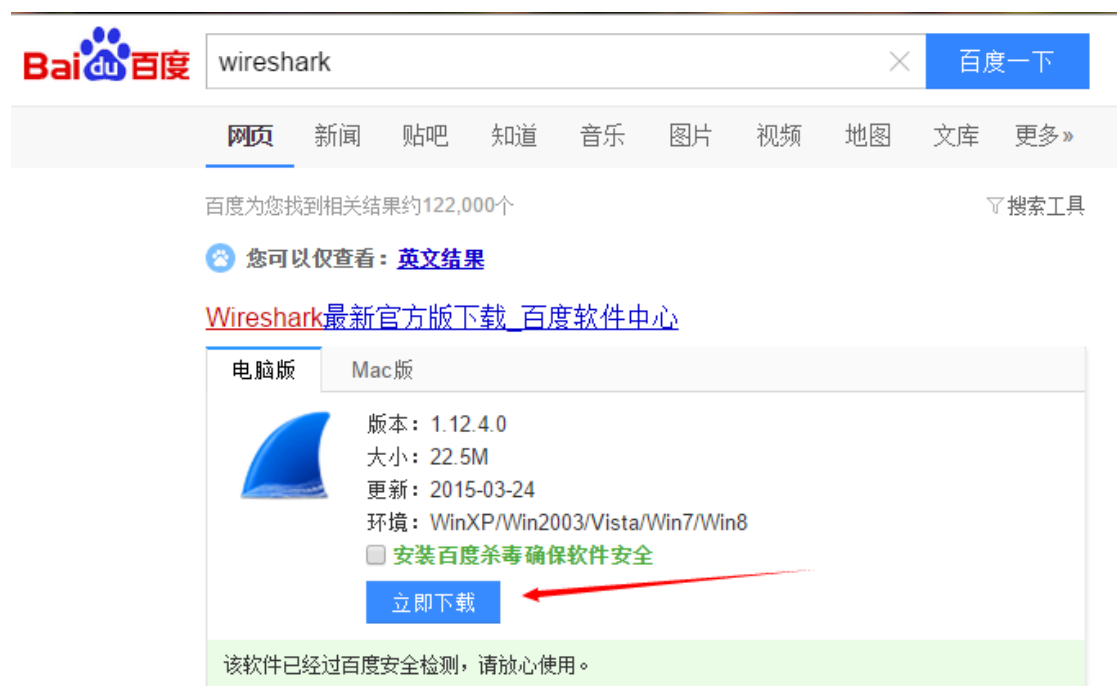 Bai du 百度 wireshark 百度一下
网页 新闻 贴吧 知道 音乐 图片 视频 地图 文库 更多»
百度为您找到相关结果约122,000个 搜索工具
您可以仅查看：英文结果
Wireshark最新官方版下载_百度软件中心
电脑版 Mac版
版本：1.12.4.0
大小：22.5M
更新：2015-03-24
环境：WinXP/Win2003/Vista/Win7/Win8
安装百度杀毒确保软件安全
立即下载
该软件已经过百度安全检测，请放心使用。